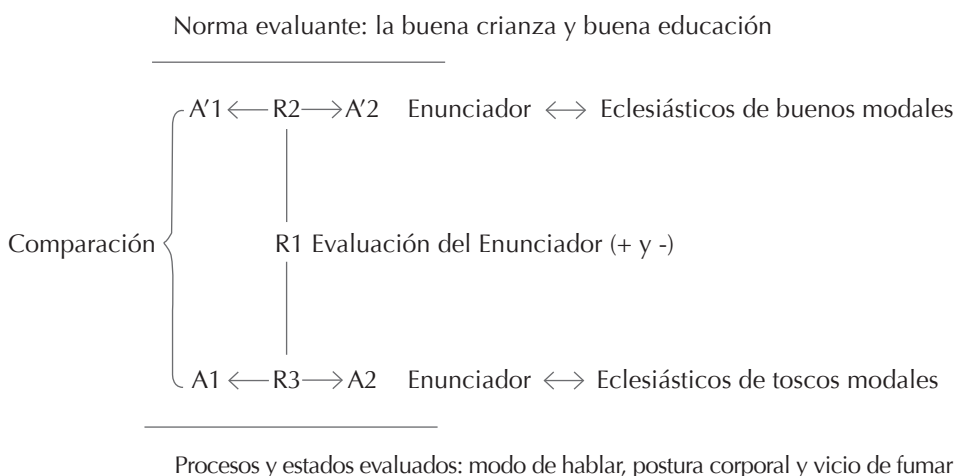 Norma evaluante: la buena crianza y buena educación
A'1 ⟵ R2 ⟶ A'2 Enunciador ⟷ Eclesiásticos de buenos modales
Comparación R1 Evaluación del Enunciador (+ y -)
A1 ⟵ R3 ⟶ A2 Enunciador ⟷ Eclesiásticos de toscos modales
Procesos y estados evaluados: modo de hablar, postura corporal y vicio de fumar